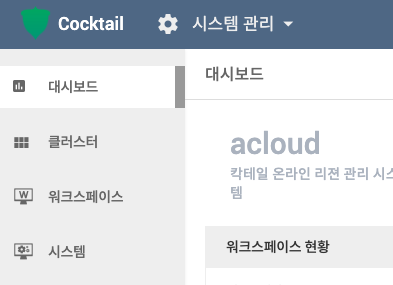 Cocktail
시스템 관리
대시보드
클러스터
워크스페이스
시스템
대시보드
acloud
칵테일 온라인 리젼 관리 시스
템
워크스페이스 현황